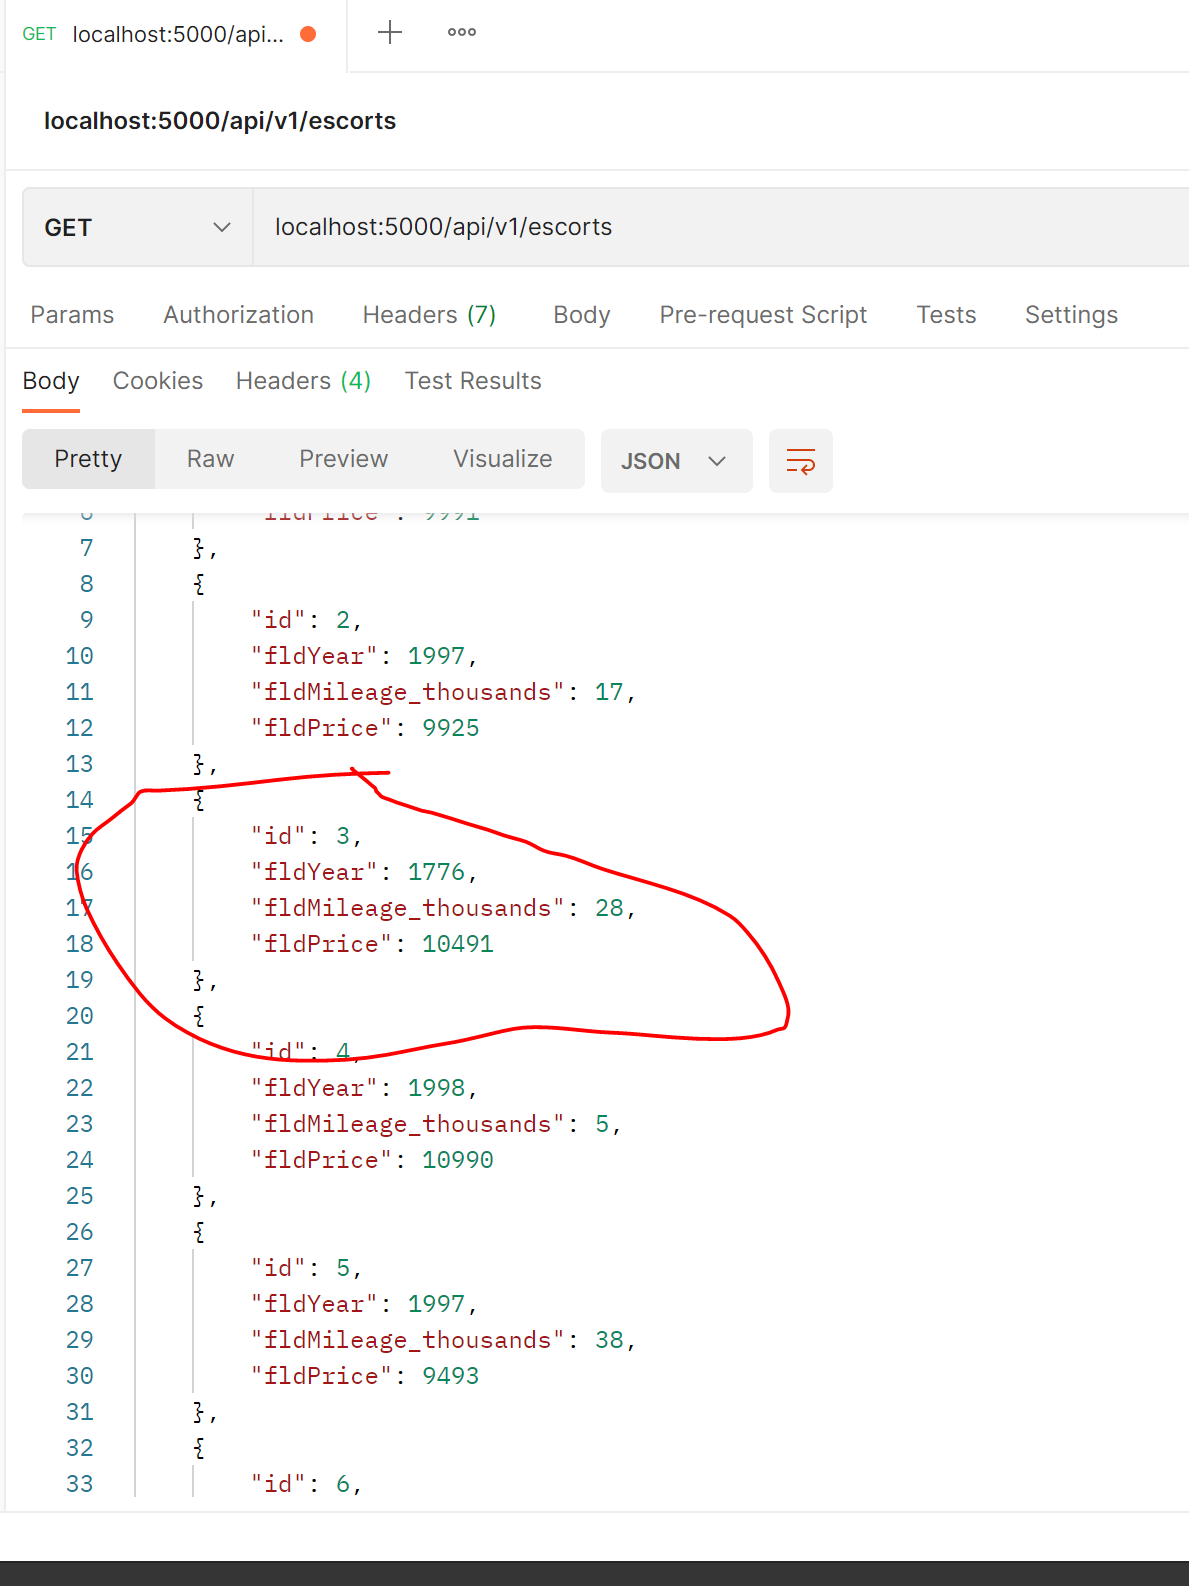 GET localhost:5000/api...
localhost:5000/api/v1/escorts
GET localhost:5000/api/v1/escorts
Params Authorization Headers (7) Body Pre-request Script Tests Settings
Body Cookies Headers (4) Test Results
Pretty Raw Preview Visualize JSON
6 "fldPrice": 9991
7 },
8 {
9 "id": 2,
10 "fldYear": 1997,
11 "fldMileage_thousands": 17,
12 "fldPrice": 9925
13 },
14 {
15 "id": 3,
16 "fldYear": 1776,
17 "fldMileage_thousands": 28,
18 "fldPrice": 10491
19 },
20 {
21 "id": 4,
22 "fldYear": 1998,
23 "fldMileage_thousands": 5,
24 "fldPrice": 10990
25 },
26 {
27 "id": 5,
28 "fldYear": 1997,
29 "fldMileage_thousands": 38,
30 "fldPrice": 9493
31 },
32 {
33 "id": 6,